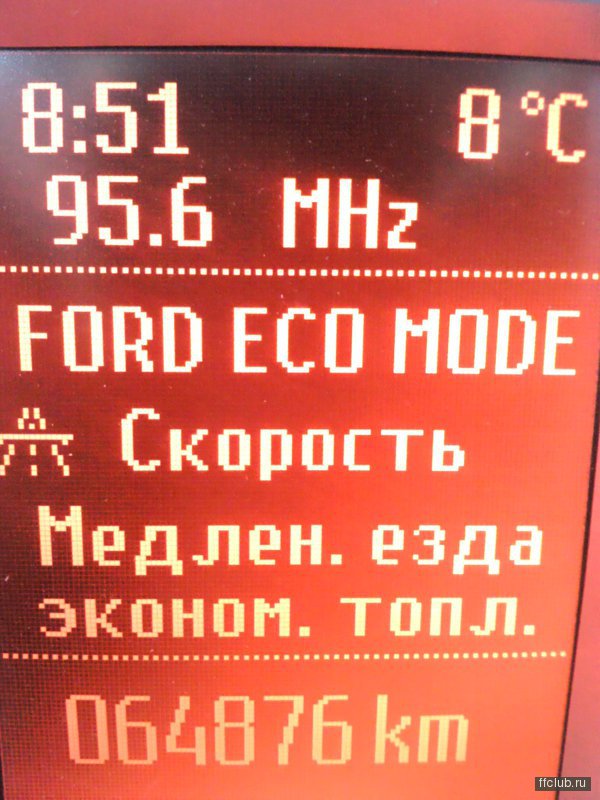 8:51 8°C
95.6 MHz
FORD ECO MODE
Скорость
Медлен. езда
эконом. топл.
064876 km
ffclub.ru